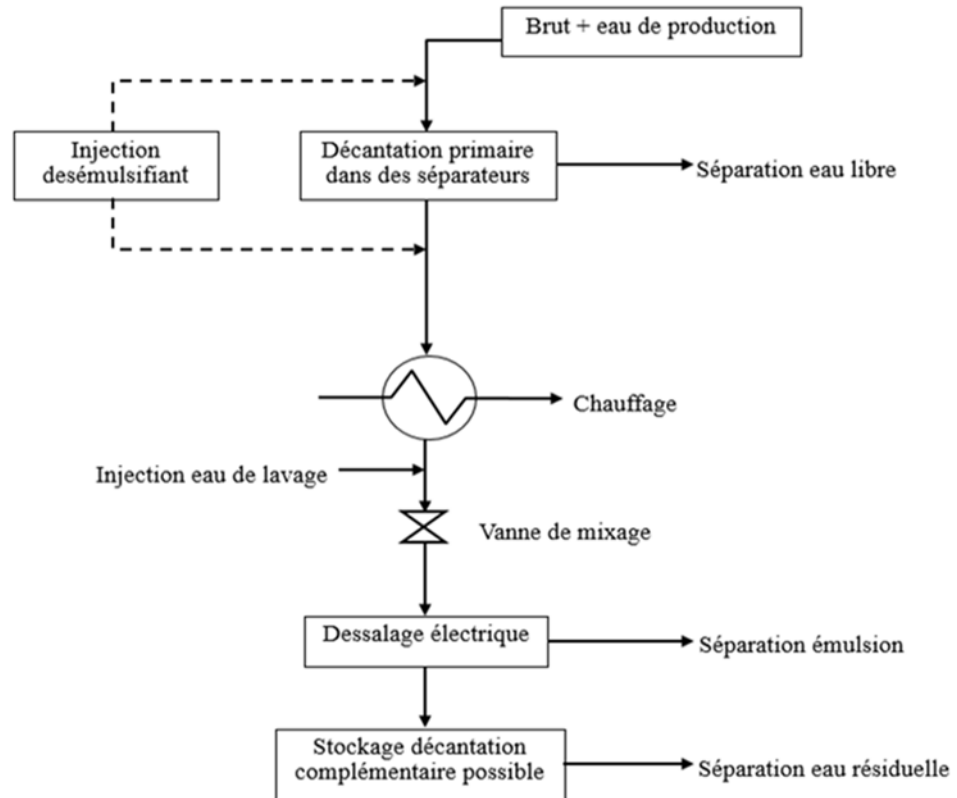 Brut + eau de production
Injection
desémulsifiant
Décantation primaire
dans des séparateurs
Séparation eau libre
Chauffage
Injection eau de lavage
Vanne de mixage
Dessalage électrique
Séparation émulsion
Stockage décantation
complémentaire possible
Séparation eau résiduelle